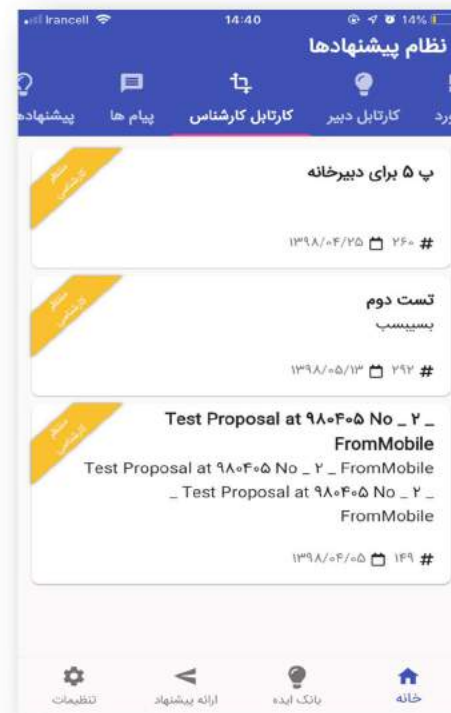 Irancell 14:40 14%
نظام پیشنهادها
ورد کارتابل دبیر کارتابل کارشناس پیام ها پیشنهاده
پ ۵ برای دبیرخانه
منتظر
کارشناس
# ۲۶۰ ۱۳۹۸/۰۴/۲۵
تست دوم
بسیبسب
منتظر
کارشناس
# ۲۹۲ ۱۳۹۸/۰۵/۱۳
Test Proposal at ۹۸۰۴۰۵ No _ ۲ _
FromMobile
Test Proposal at ۹۸۰۴۰۵ No _ ۲ _ FromMobile
_ Test Proposal at ۹۸۰۴۰۵ No _ ۲ _
FromMobile
منتظر
کارشناس
# ۱۴۹ ۱۳۹۸/۰۴/۰۵
خانه بانک ایده ارائه پیشنهاد تنظیمات